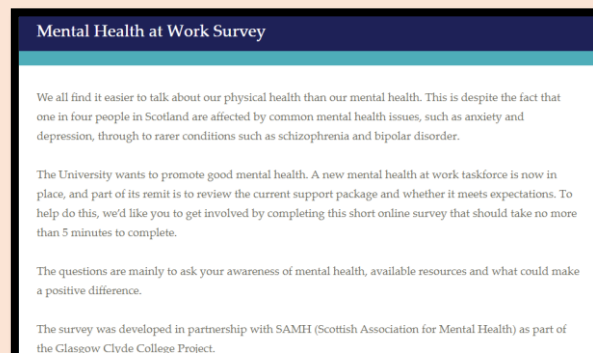 Mental Health at Work Survey
We all find it easier to talk about our physical health than our mental health. This is despite the fact that
one in four people in Scotland are affected by common mental health issues, such as anxiety and
depression, through to rarer conditions such as schizophrenia and bipolar disorder.
The University wants to promote good mental health. A new mental health at work taskforce is now in
place, and part of its remit is to review the current support package and whether it meets expectations. To
help do this, we'd like you to get involved by completing this short online survey that should take no more
than 5 minutes to complete.
The questions are mainly to ask your awareness of mental health, available resources and what could make
a positive difference.
The survey was developed in partnership with SAMH (Scottish Association for Mental Health) as part of
the Glasgow Clyde College Project.